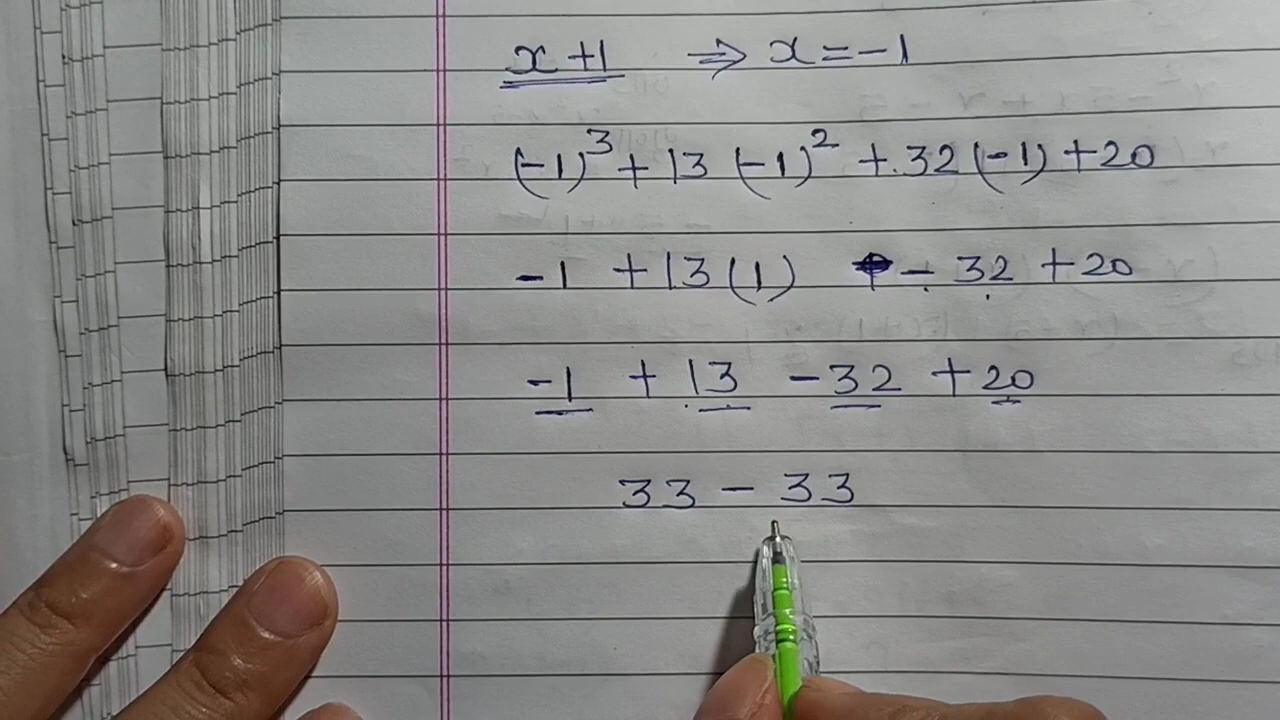 x+1 ⇒ x=-1
(-1)³ + 13 (-1)² + 32(-1) +20
-1 + 13(1) - 32 +20
-1 + 13 - 32 +20
33 - 33